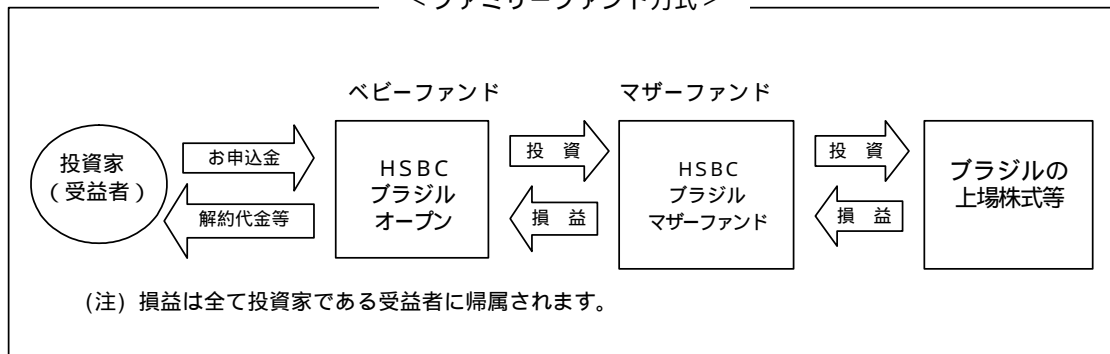 <ファミリーファンド方式>
ベビーファンド
マザーファンド
投資家
(受益者)
お申込金
解約代金等
HSBC
ブラジル
オープン
投 資
損 益
HSBC
ブラジル
マザーファンド
投 資
損 益
ブラジルの
上場株式等
(注) 損益は全て投資家である受益者に帰属されます。